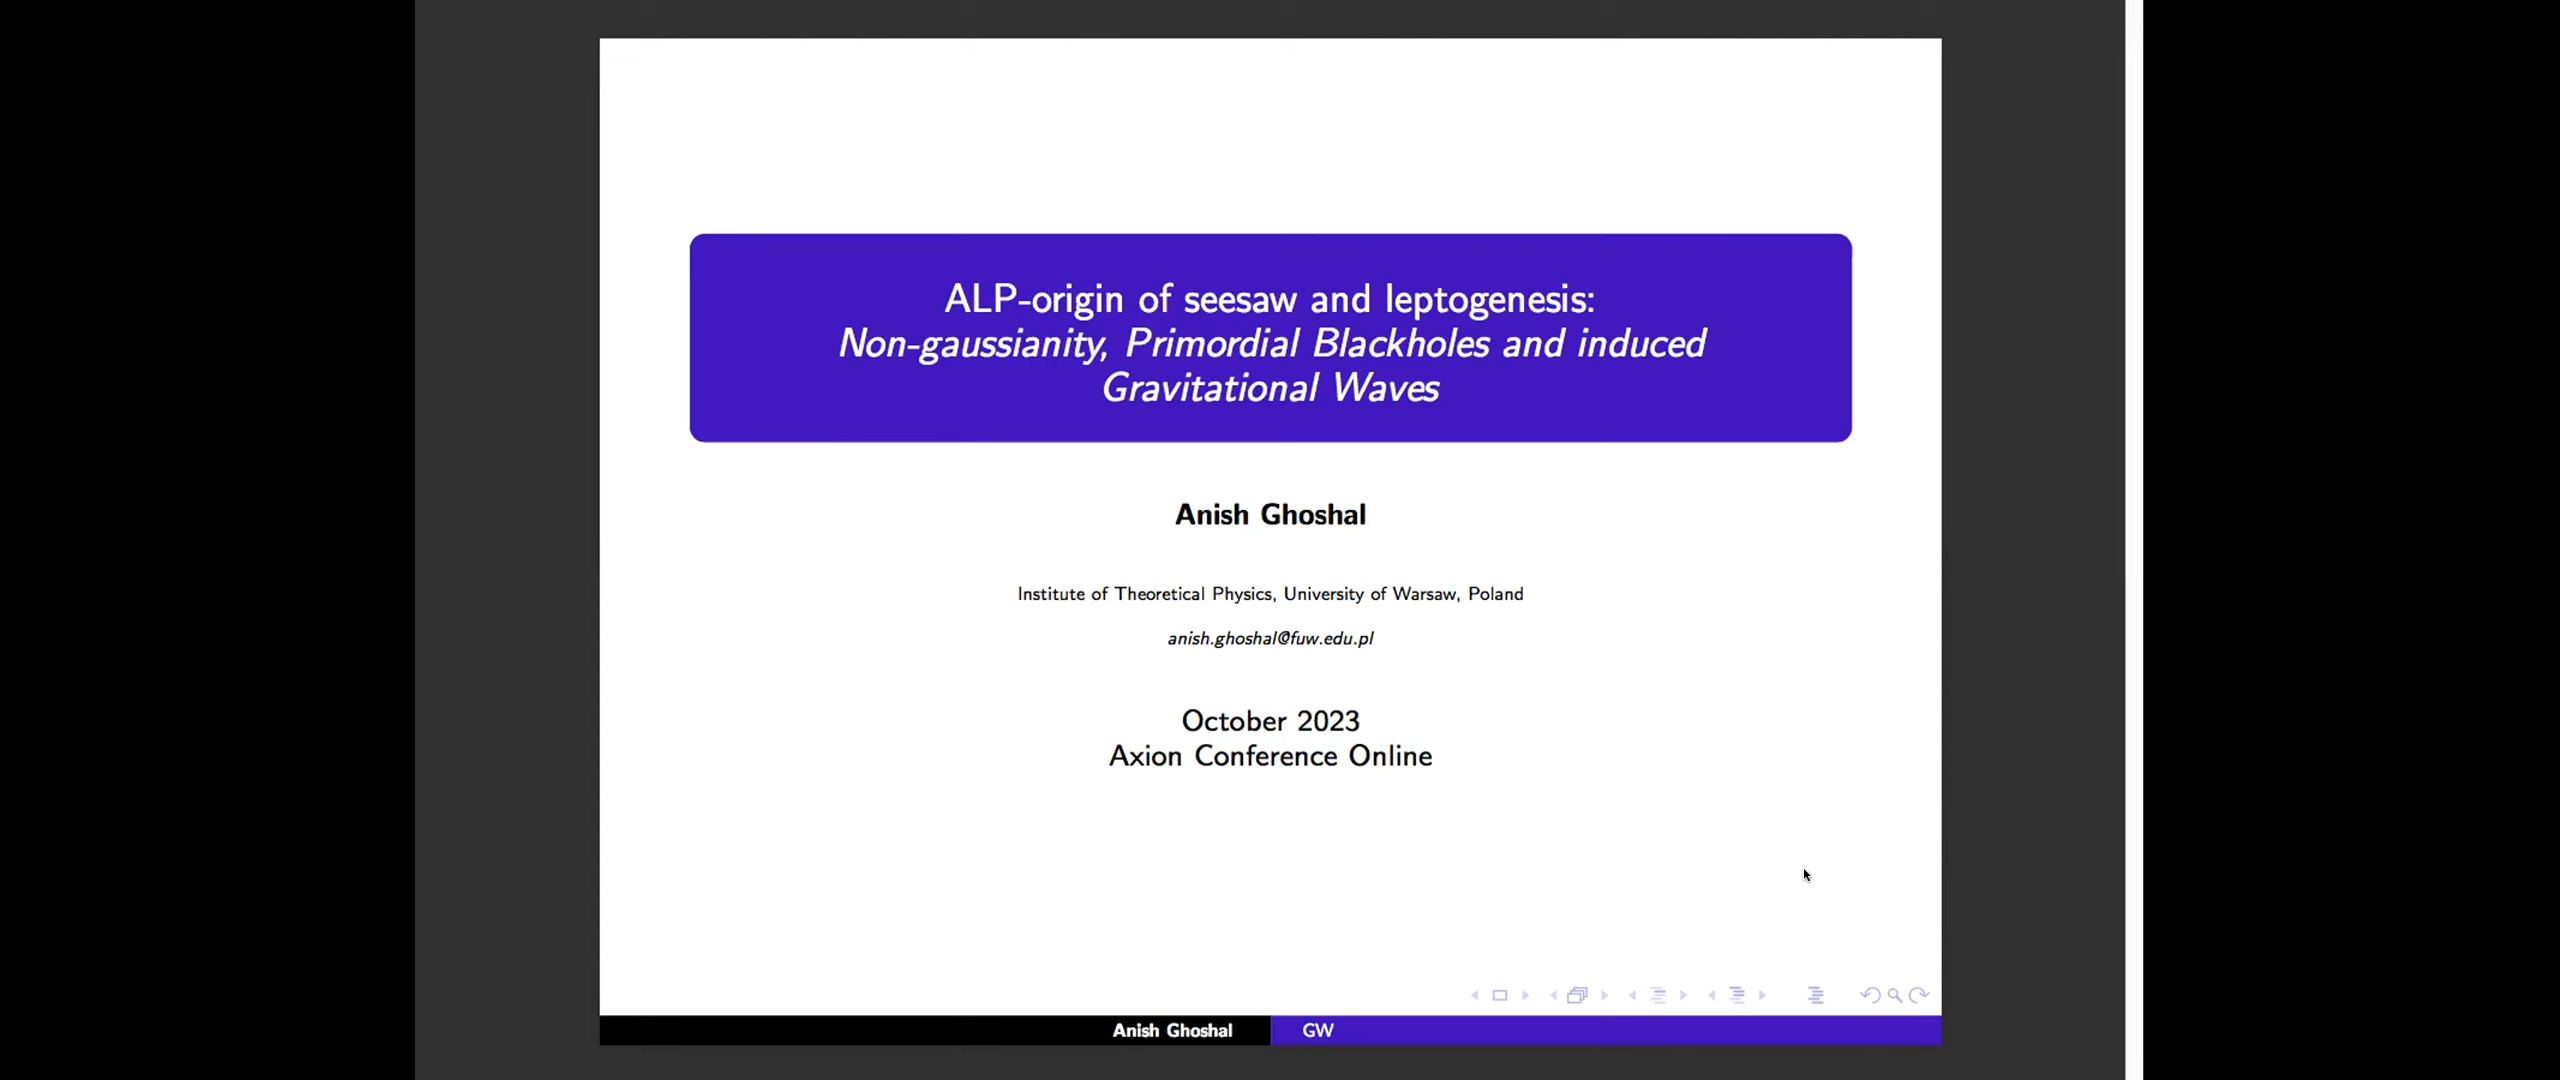 ALP-origin of seesaw and leptogenesis:
Non-gaussianity, Primordial Blackholes and induced
Gravitational Waves
Anish Ghoshal
Institute of Theoretical Physics, University of Warsaw, Poland
anish.ghoshal@fuw.edu.pl
October 2023
Axion Conference Online
Anish Ghoshal GW